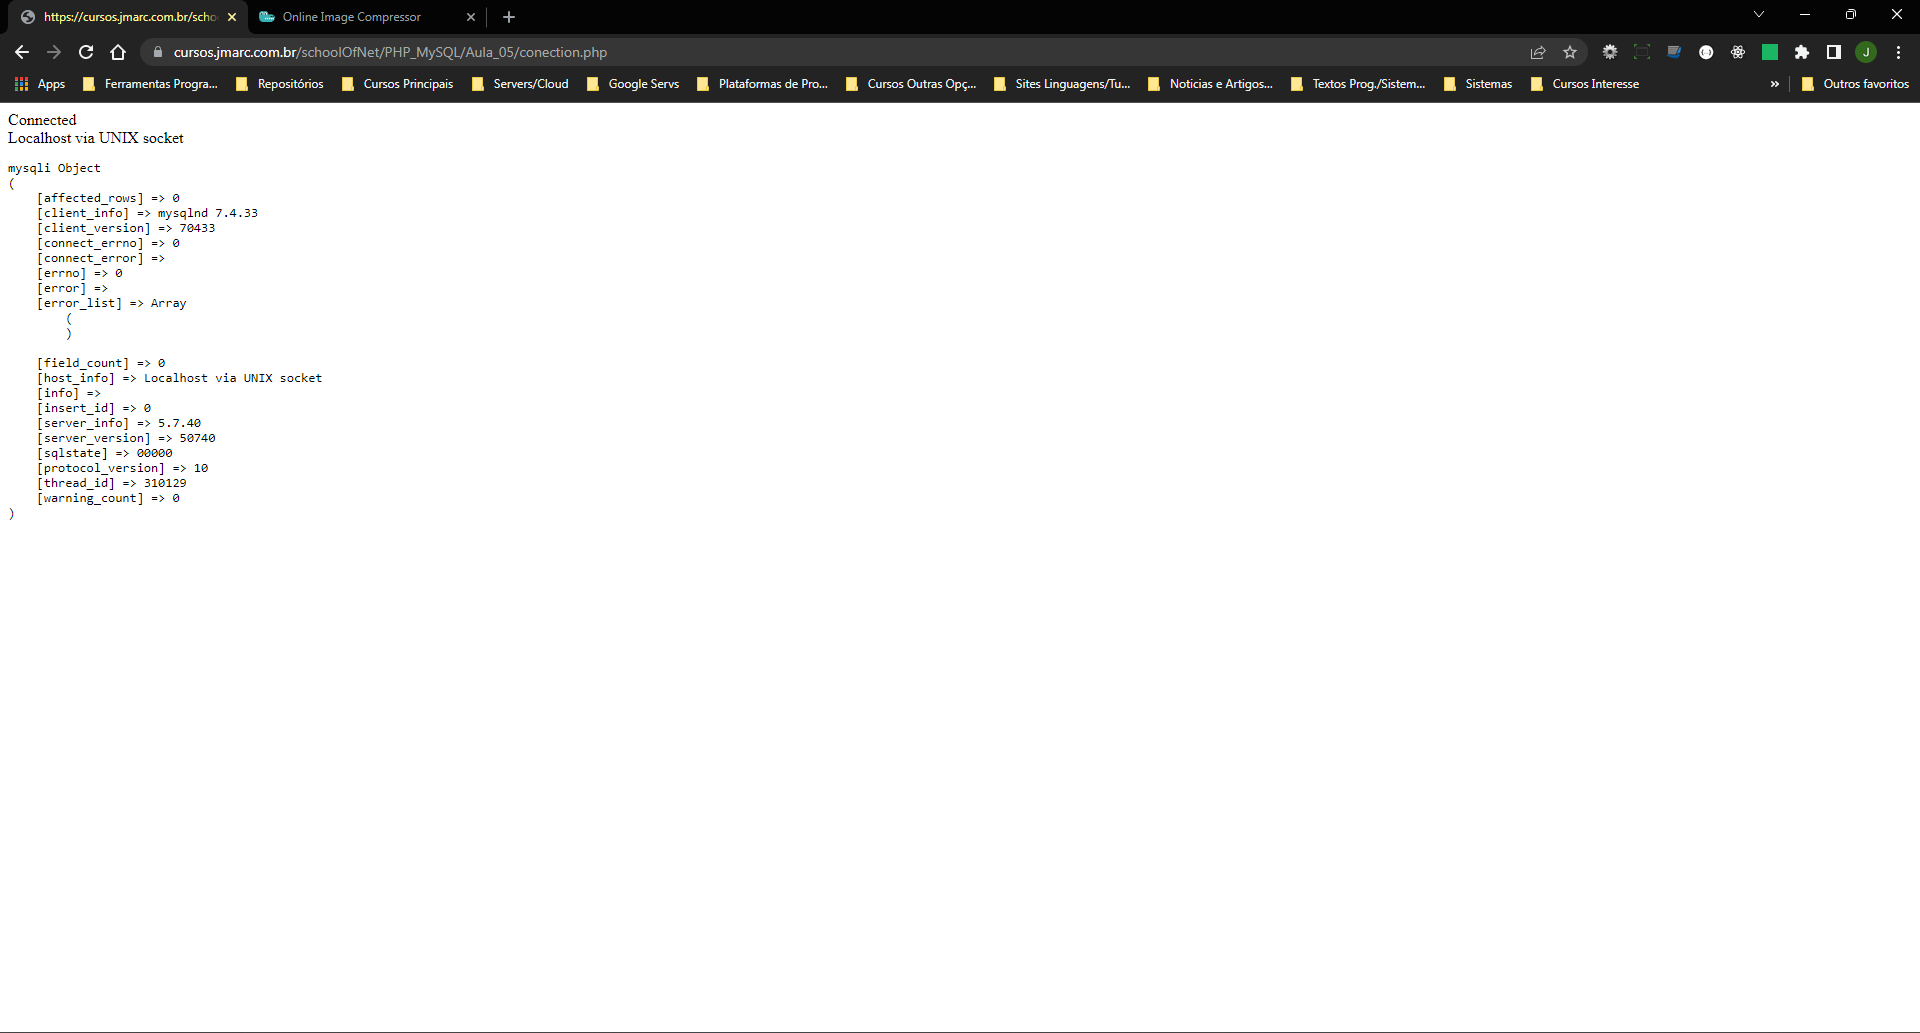 https://cursos.jmarc.com.br/scho
Online Image Compressor
cursos.jmarc.com.br/schoolOfNet/PHP_MySQL/Aula_05/conection.php
J
Apps
Ferramentas Progra...
Repositórios
Cursos Principais
Servers/Cloud
Google Servs
Plataformas de Pro...
Cursos Outras Opç...
Sites Linguagens/Tu...
Noticias e Artigos...
Textos Prog./Sistem...
Sistemas
Cursos Interesse
»
Outros favoritos
Connected
Localhost via UNIX socket
mysqli Object
(
    [affected_rows] => 0
    [client_info] => mysqlnd 7.4.33
    [client_version] => 70433
    [connect_errno] => 0
    [connect_error] =>
    [errno] => 0
    [error] =>
    [error_list] => Array
        (
        )
    [field_count] => 0
    [host_info] => Localhost via UNIX socket
    [info] =>
    [insert_id] => 0
    [server_info] => 5.7.40
    [server_version] => 50740
    [sqlstate] => 00000
    [protocol_version] => 10
    [thread_id] => 310129
    [warning_count] => 0
)